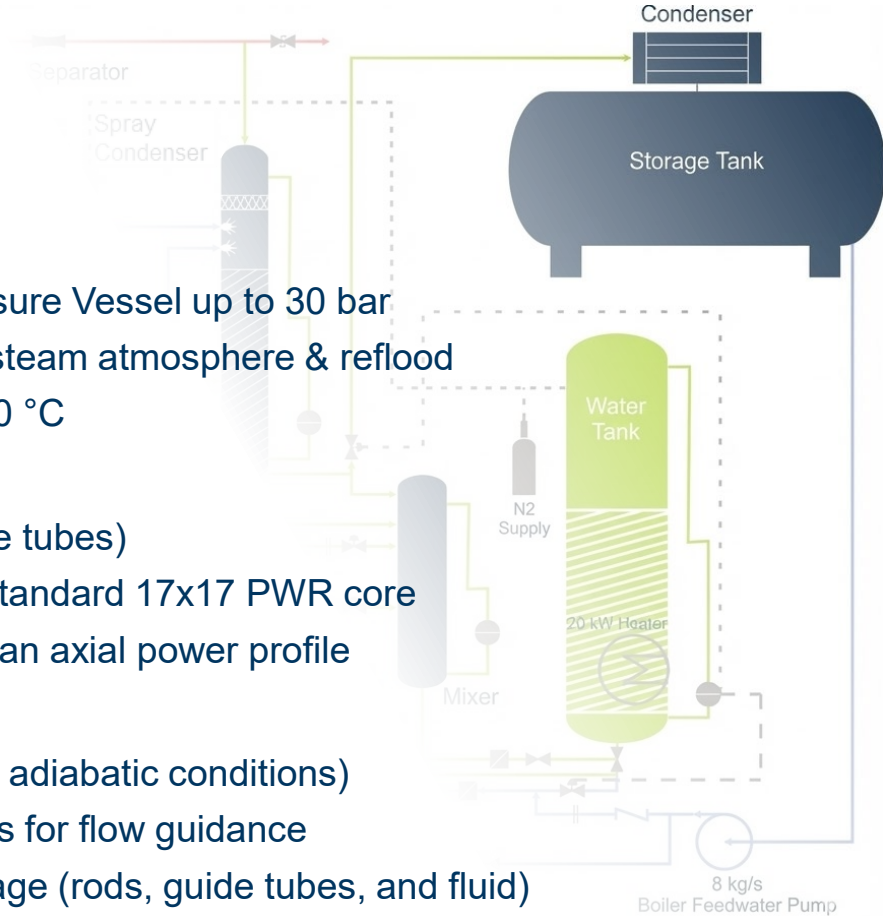 Condenser
Separator
Spray
Condenser
Storage Tank
sure Vessel up to 30 bar
steam atmosphere & reflood
0 °C
Water
Tank
N2
Supply
e tubes)
standard 17x17 PWR core
an axial power profile
20 kW Heater
Mixer
adiabatic conditions)
s for flow guidance
age (rods, guide tubes, and fluid)
8 kg/s
Boiler Feedwater Pump